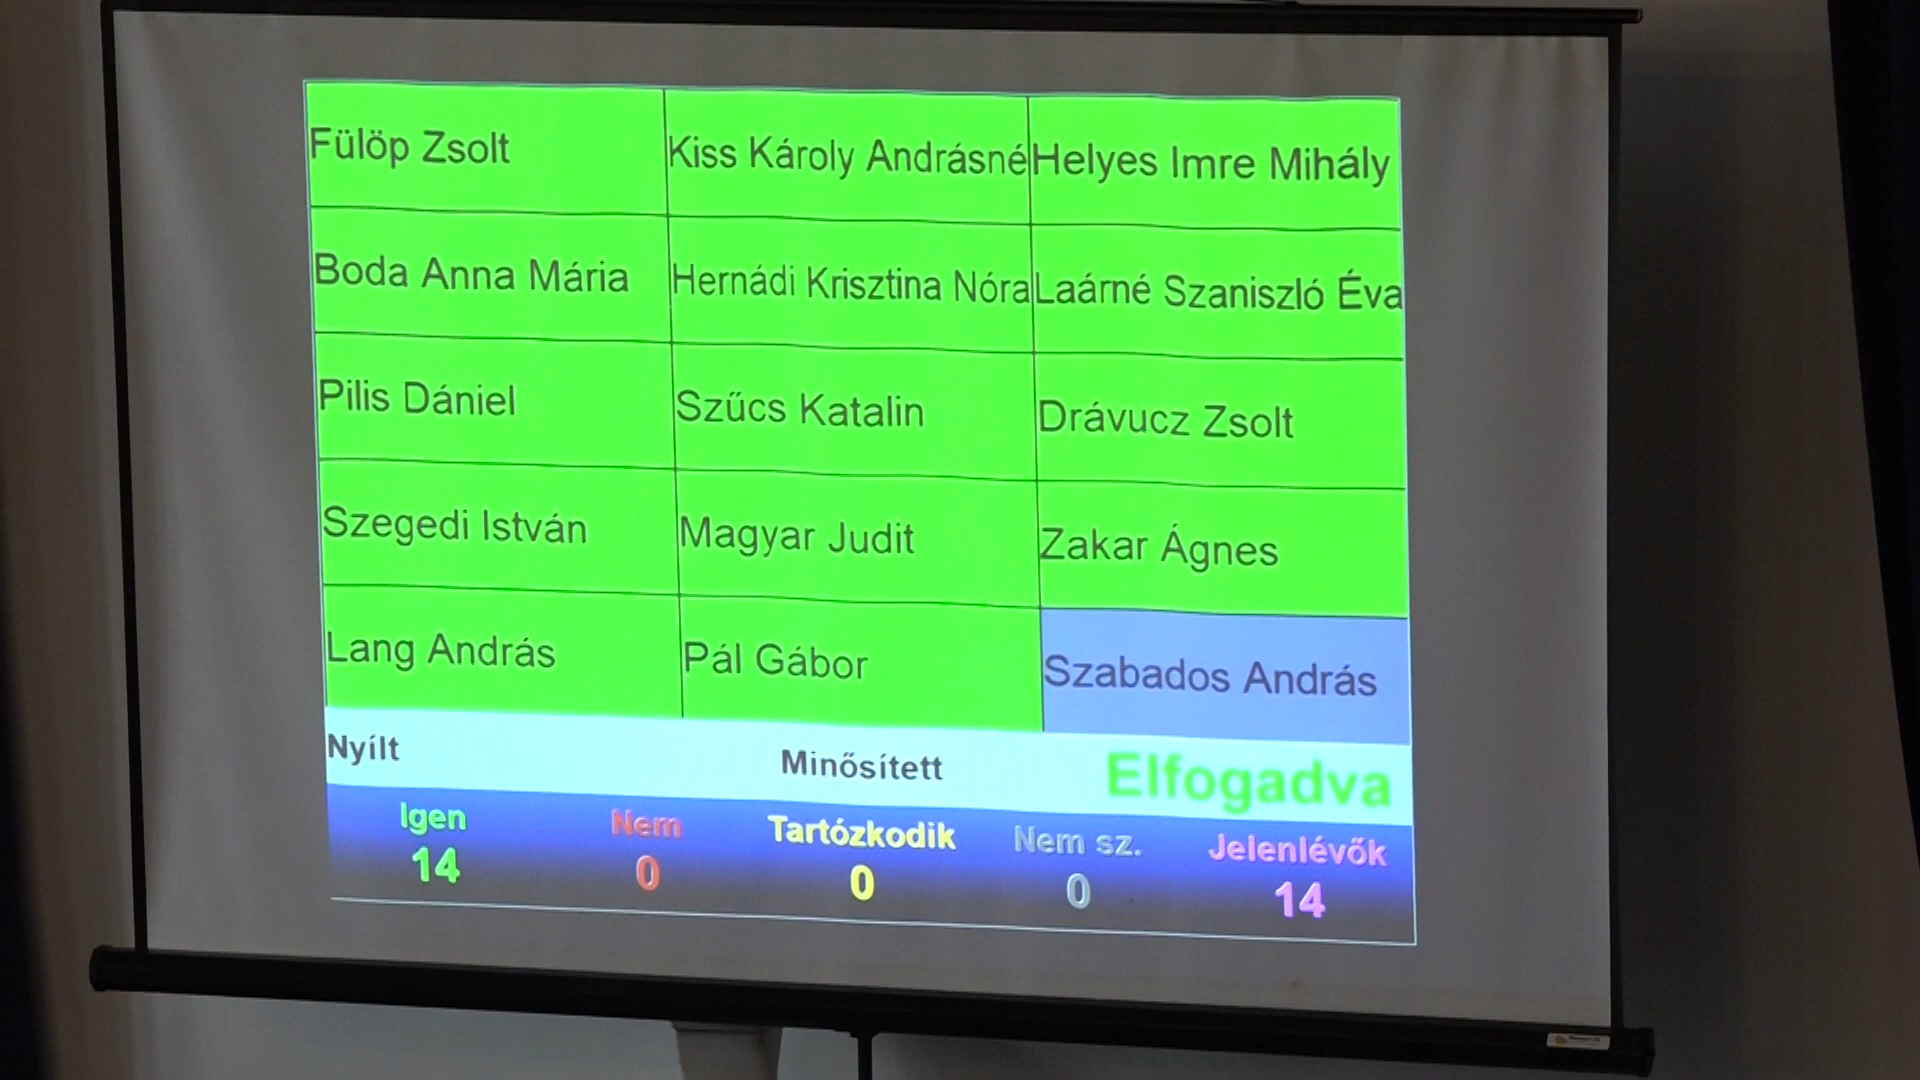 Fülöp Zsolt
Kiss Károly Andrásné
Helyes Imre Mihály
Boda Anna Mária
Hernádi Krisztina Nóra
Laárné Szaniszló Éva
Pilis Dániel
Szűcs Katalin
Drávucz Zsolt
Szegedi István
Magyar Judit
Zakar Ágnes
Lang András
Pál Gábor
Szabados András
Nyílt
Minősített
Elfogadva
Igen
Nem
Tartózkodik
Nem sz.
Jelenlévők
14
0
0
0
14